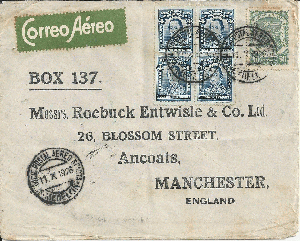 Correo Aéreo
BOX 137.
Messrs. Roebuck Entwisle & Co. Ltd.
26, BLOSSOM STREET,
Ancoats,
MANCHESTER,
ENGLAND